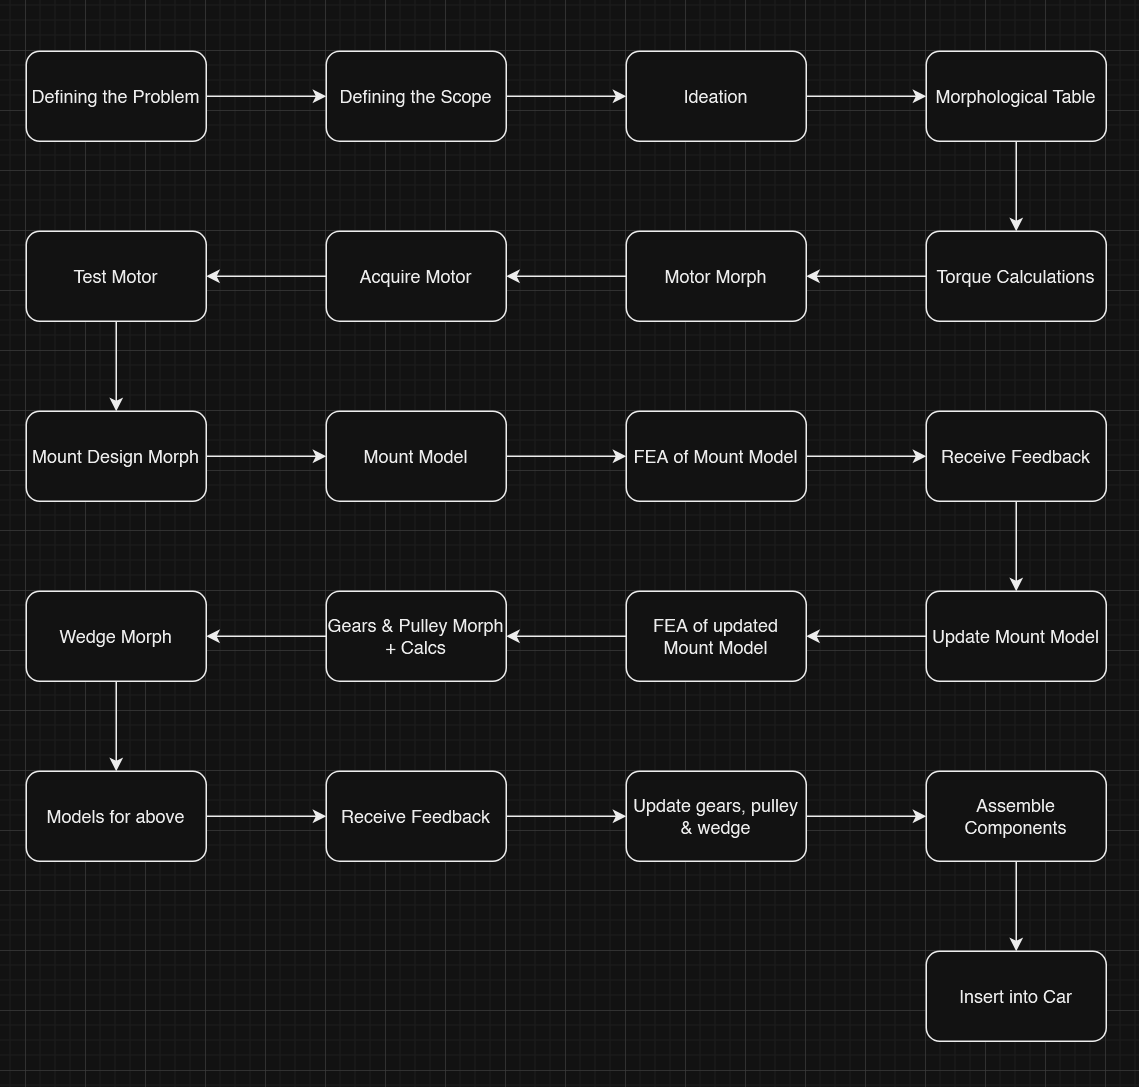 Defining the Problem
Defining the Scope
Ideation
Morphological Table
Torque Calculations
Motor Morph
Acquire Motor
Test Motor
Mount Design Morph
Mount Model
FEA of Mount Model
Receive Feedback
Update Mount Model
FEA of updated
Mount Model
Gears & Pulley Morph
+ Calcs
Wedge Morph
Models for above
Receive Feedback
Update gears, pulley
& wedge
Assemble
Components
Insert into Car